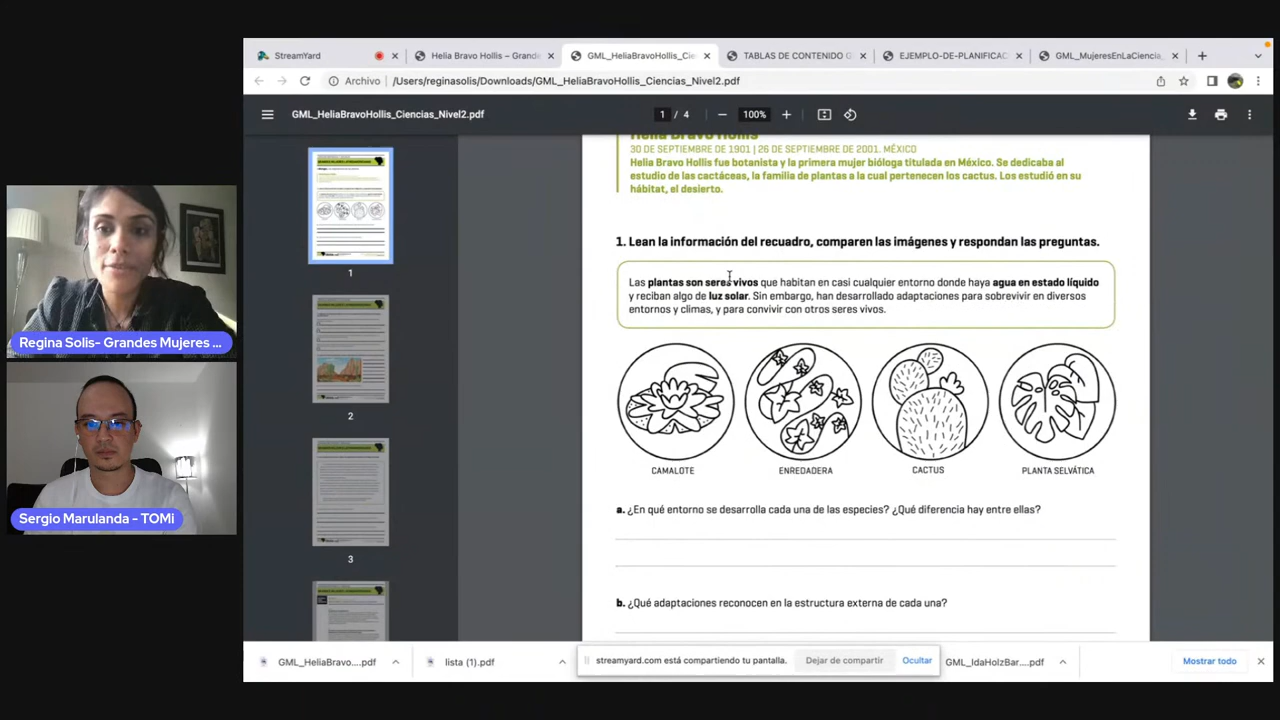 StreamYard
Helia Bravo Hollis – Grande
GML_HeliaBravoHollis_Cie
TABLAS DE CONTENIDO G
EJEMPLO-DE-PLANIFICAC
GML_MujeresEnLaCiencia_
Archivo | /Users/reginasolis/Downloads/GML_HeliaBravoHollis_Ciencias_Nivel2.pdf
GML_HeliaBravoHollis_Ciencias_Nivel2.pdf
1 / 4
100%
Helia Bravo Hollis
30 DE SEPTIEMBRE DE 1901 | 26 DE SEPTIEMBRE DE 2001. MÉXICO
Helia Bravo Hollis fue botanista y la primera mujer bióloga titulada en México. Se dedicaba al
estudio de las cactáceas, la familia de plantas a la cual pertenecen los cactus. Los estudió en su
hábitat, el desierto.
1. Lean la información del recuadro, comparen las imágenes y respondan las preguntas.
Las plantas son seres vivos que habitan en casi cualquier entorno donde haya agua en estado líquido
y reciban algo de luz solar. Sin embargo, han desarrollado adaptaciones para sobrevivir en diversos
entornos y climas, y para convivir con otros seres vivos.
CAMALOTE
ENREDADERA
CACTUS
PLANTA SELVÁTICA
a. ¿En qué entorno se desarrolla cada una de las especies? ¿Qué diferencia hay entre ellas?
b. ¿Qué adaptaciones reconocen en la estructura externa de cada una?
1
2
3
Regina Solis- Grandes Mujeres ...
Sergio Marulanda - TOMi
GML_HeliaBravo....pdf
lista (1).pdf
streamyard.com está compartiendo tu pantalla.
Dejar de compartir
Ocultar
GML_IdaHolzBar....pdf
Mostrar todo